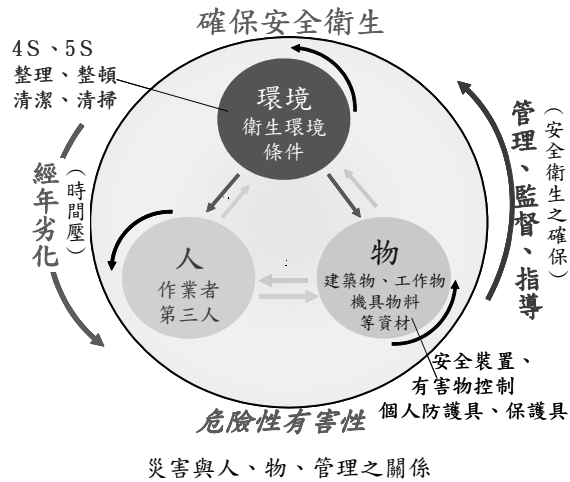 確保安全衛生
4S、5S
整理、整頓
清潔、清掃
環境
衛生環境
條件
經年劣化
（時間壓）
管理、監督、指導
（安全衛生之確保）
人
作業者
第三人
物
建築物、工作物
機具物料
等資材
安全裝置、
有害物控制
個人防護具、保護具
危險性有害性
災害與人、物、管理之關係